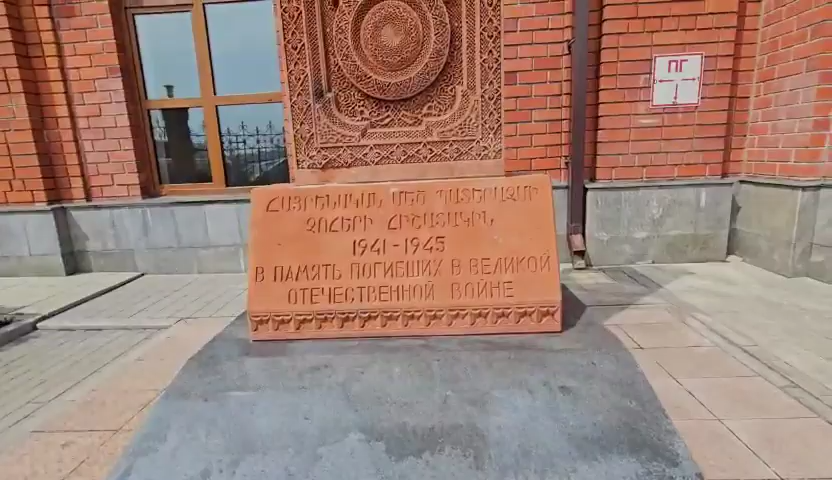 ՀԱՅՐԵՆԱԿԱՆ ՄԵԾ ՊԱՏԵՐԱԶՄԻ
ԶՈՀԵՐԻ ՀԻՇԱՏԱԿԻՆ
1941-1945
В ПАМЯТЬ ПОГИБШИХ В ВЕЛИКОЙ
ОТЕЧЕСТВЕННОЙ ВОЙНЕ
ПГ